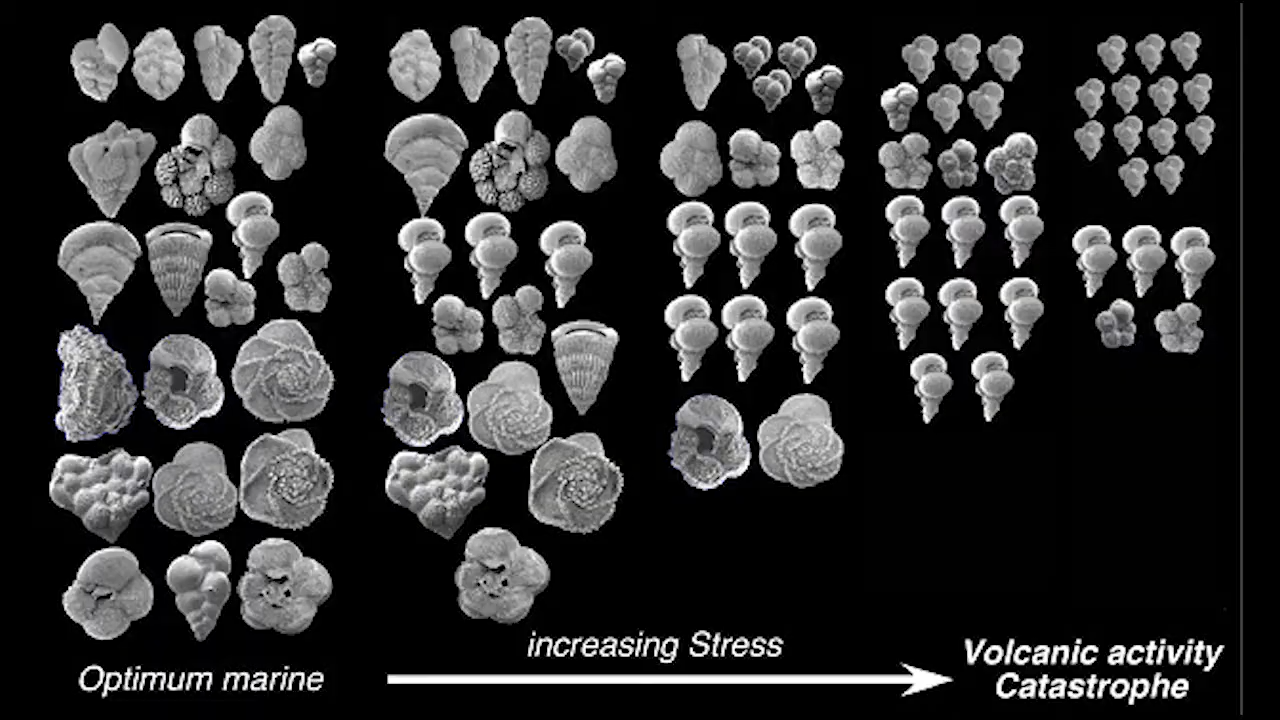 increasing Stress
Optimum marine
Volcanic activity
Catastrophe